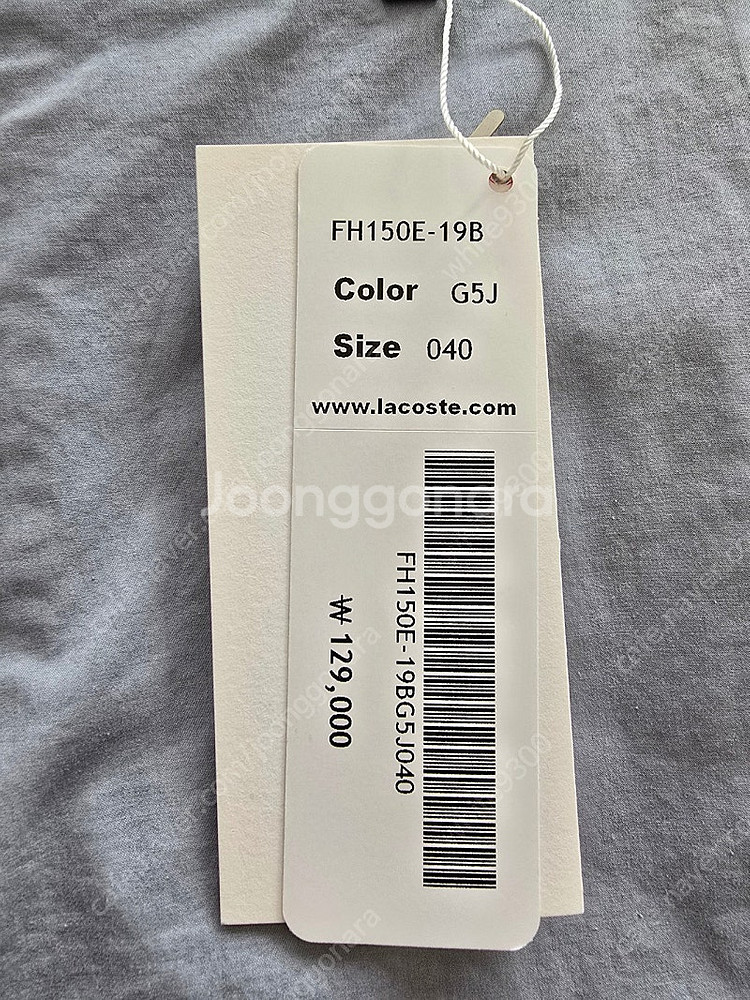 FH150E-19B
Color G5J
Size 040
www.lacoste.com
Joonggonara
FH150E-19BG5J040
₩ 129,000